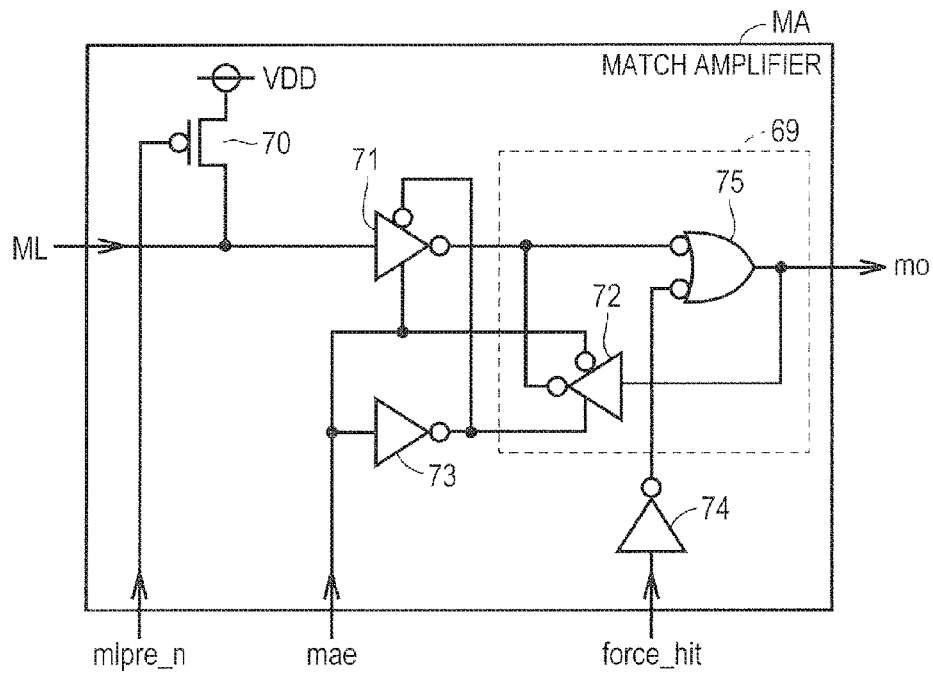 MA
MATCH AMPLIFIER
VDD
70
69
71
75
ML
mo
72
73
74
mlpre_n
mae
force_hit